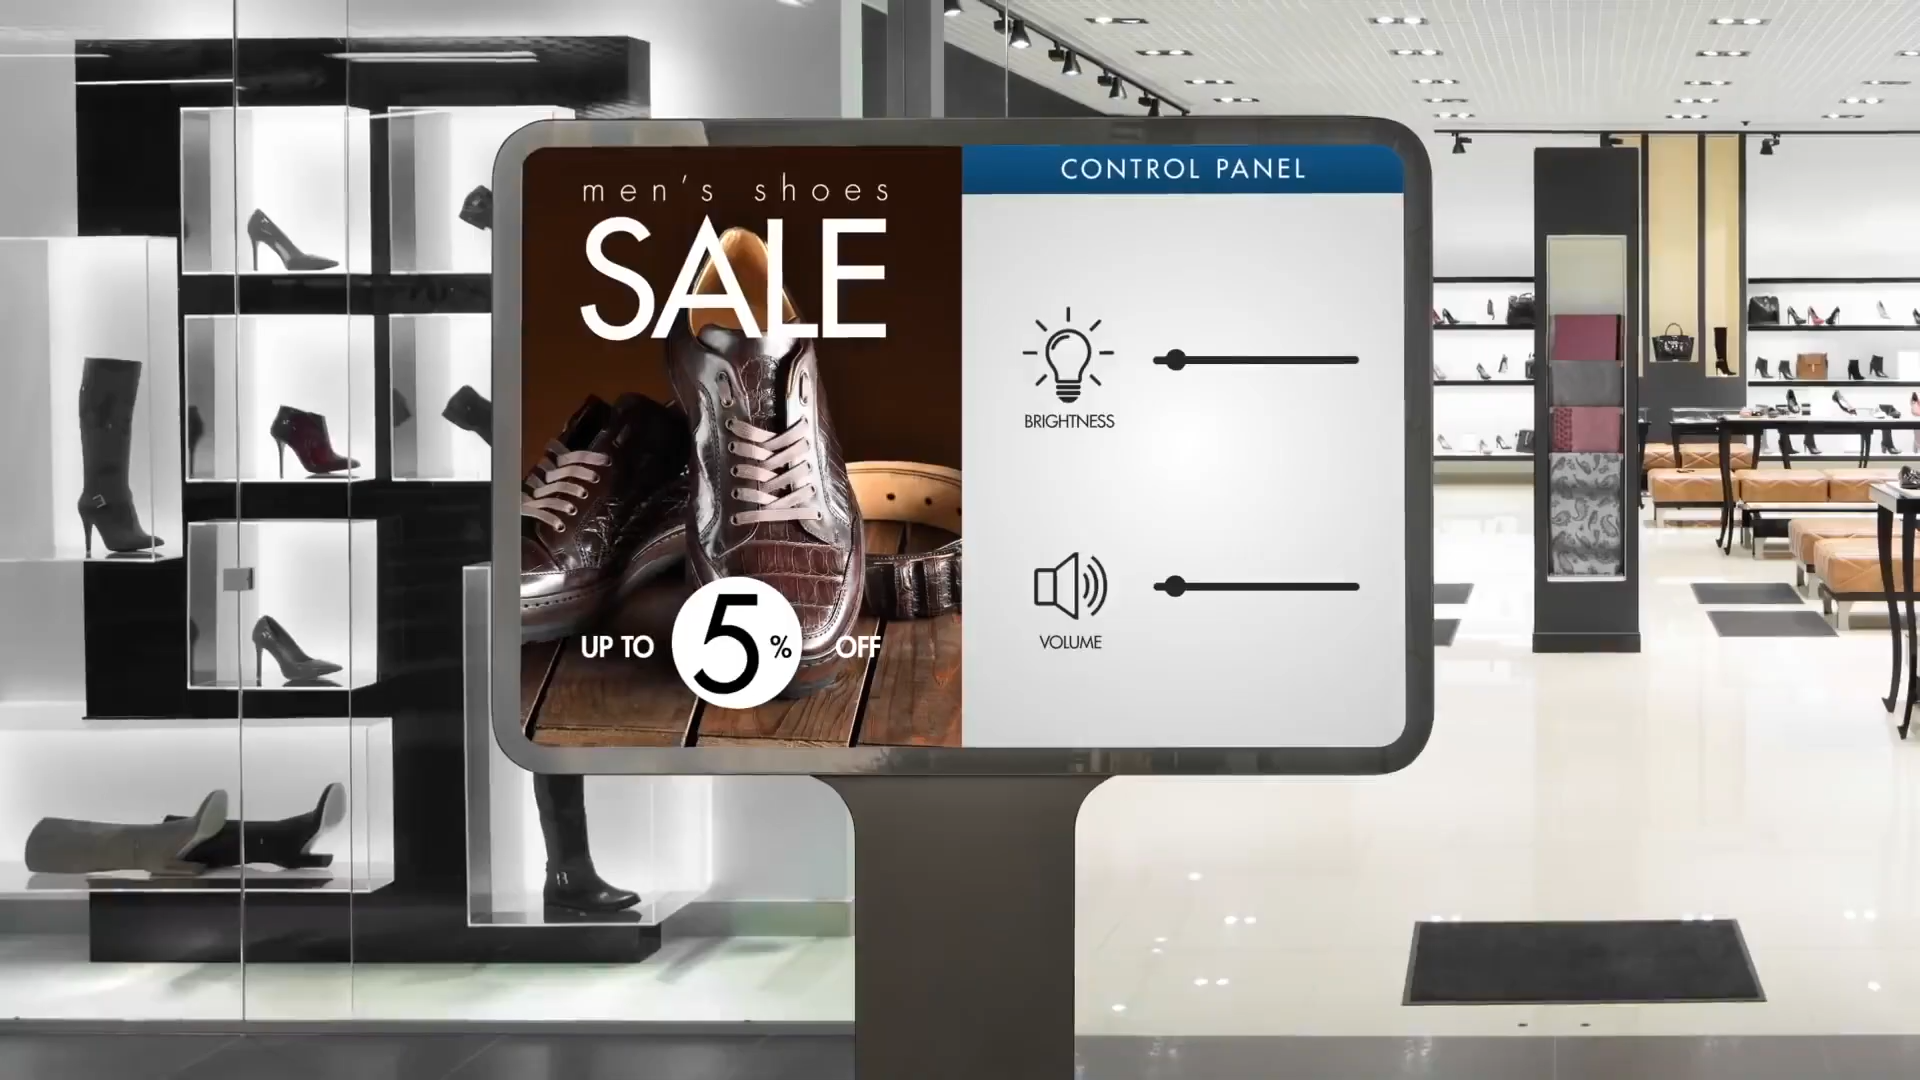 men's shoes
SALE
UP TO 5% OFF
CONTROL PANEL
BRIGHTNESS
VOLUME